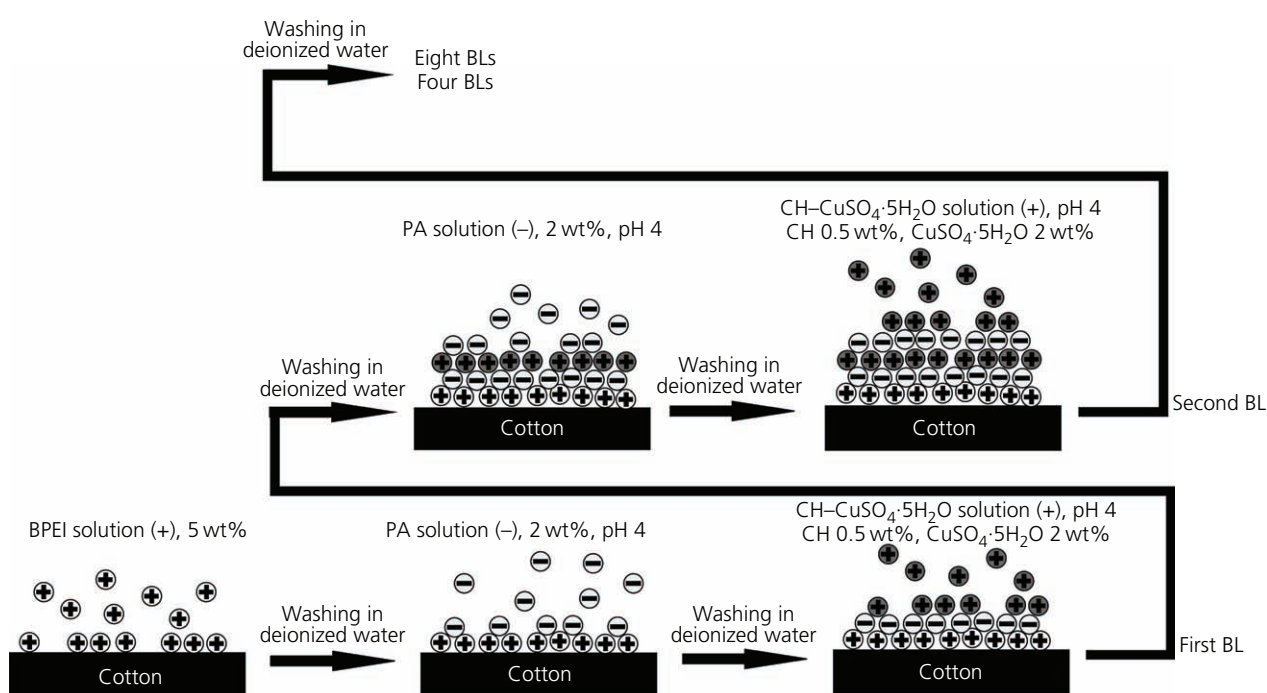 Washing in
deionized water
Eight BLs
Four BLs
PA solution (–), 2 wt%, pH 4
CH–CuSO₄·5H₂O solution (+), pH 4
CH 0.5 wt%, CuSO₄·5H₂O 2 wt%
Washing in
deionized water
Washing in
deionized water
Cotton
Cotton
Second BL
BPEI solution (+), 5 wt%
PA solution (–), 2 wt%, pH 4
CH–CuSO₄·5H₂O solution (+), pH 4
CH 0.5 wt%, CuSO₄·5H₂O 2 wt%
Washing in
deionized water
Washing in
deionized water
Cotton
Cotton
Cotton
First BL